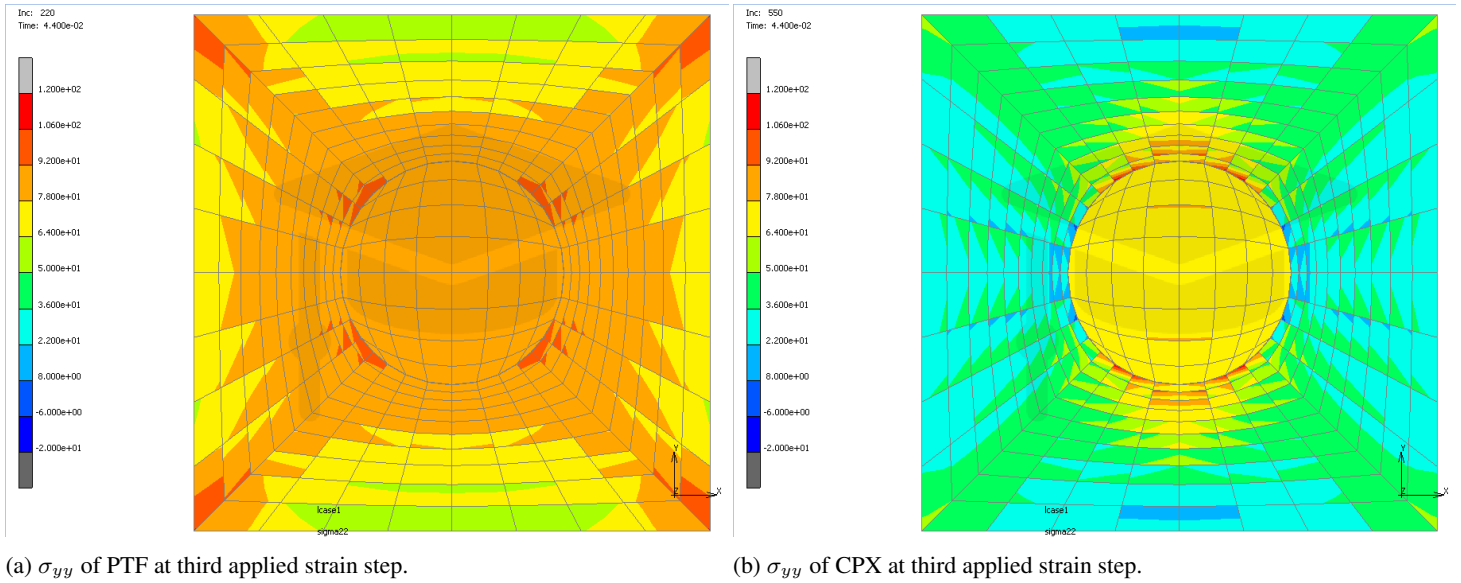 Inc: 220
Time: 4.400e-02
1.200e+02
1.060e+02
9.200e+01
7.800e+01
6.400e+01
5.000e+01
3.600e+01
2.200e+01
8.000e+00
-6.000e+00
-2.000e+01
lcase1
sigma22
Y
Z
X
(a) σyy of PTF at third applied strain step.
Inc: 550
Time: 4.400e-02
1.200e+02
1.060e+02
9.200e+01
7.800e+01
6.400e+01
5.000e+01
3.600e+01
2.200e+01
8.000e+00
-6.000e+00
-2.000e+01
lcase1
sigma22
Y
Z
X
(b) σyy of CPX at third applied strain step.